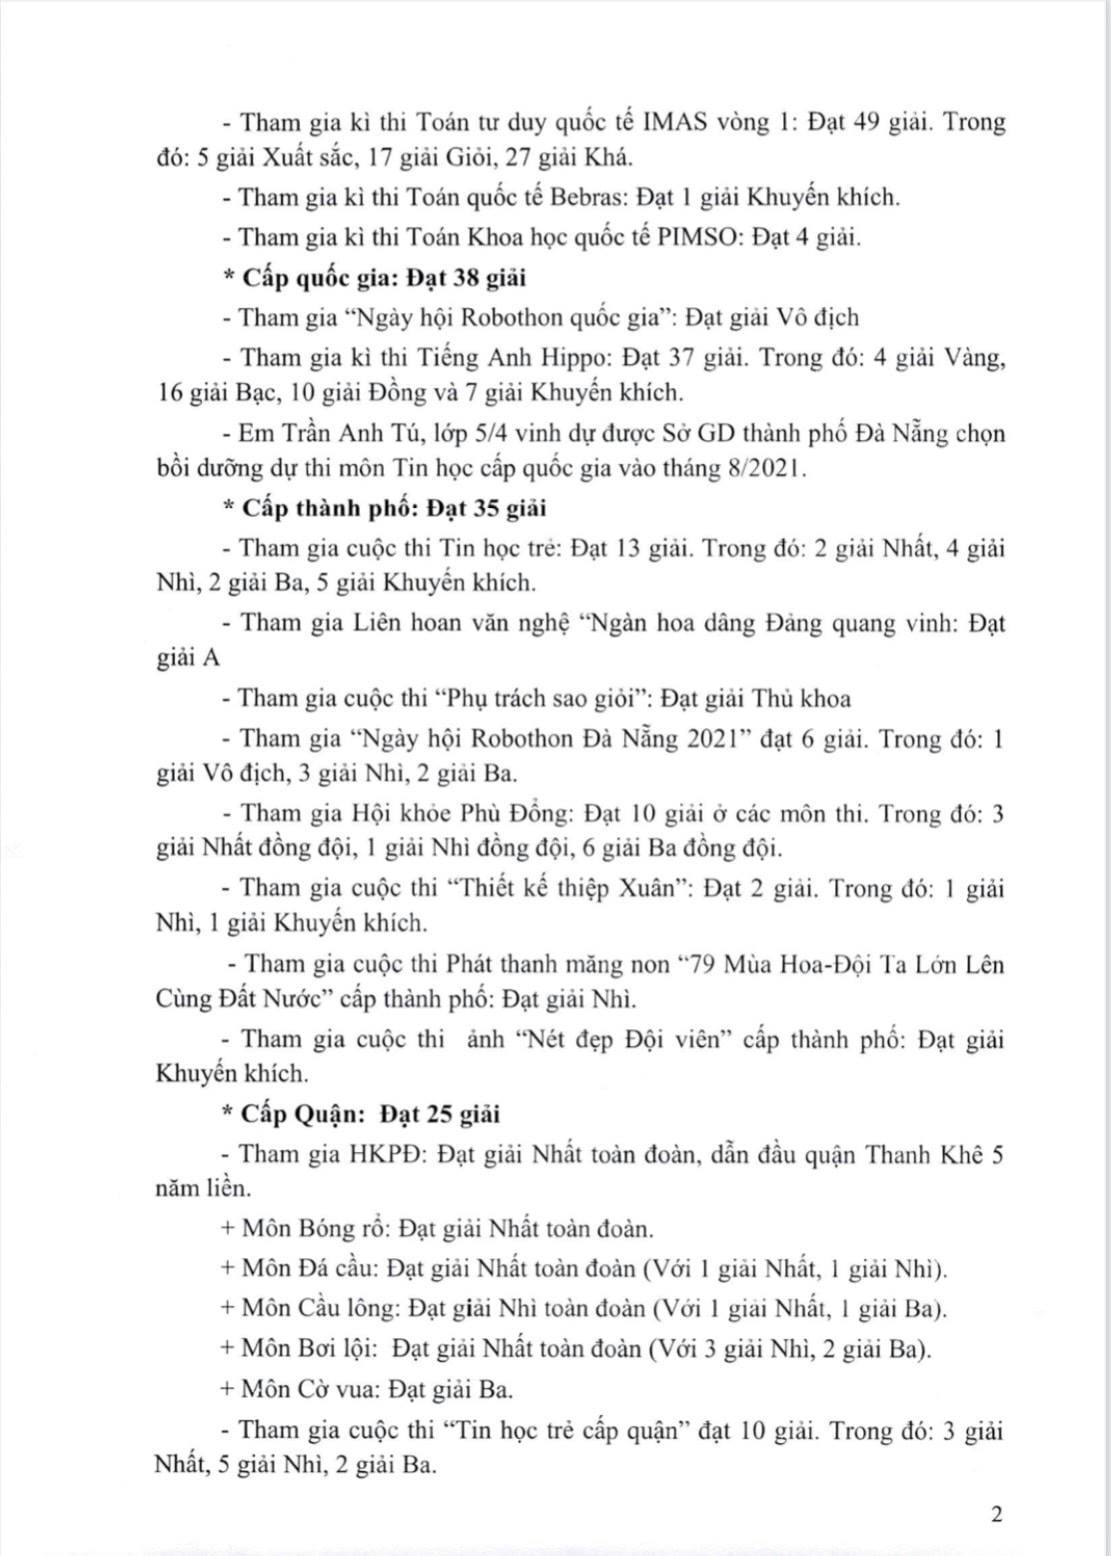 - Tham gia kì thi Toán tư duy quốc tế IMAS vòng 1: Đạt 49 giải. Trong
đó: 5 giải Xuất sắc, 17 giải Giỏi, 27 giải Khá.
- Tham gia kì thi Toán quốc tế Bebras: Đạt 1 giải Khuyến khích.
- Tham gia kì thi Toán Khoa học quốc tế PIMSO: Đạt 4 giải.
* Cấp quốc gia: Đạt 38 giải
- Tham gia “Ngày hội Robothon quốc gia”: Đạt giải Vô địch
- Tham gia kì thi Tiếng Anh Hippo: Đạt 37 giải. Trong đó: 4 giải Vàng,
16 giải Bạc, 10 giải Đồng và 7 giải Khuyến khích.
- Em Trần Anh Tú, lớp 5/4 vinh dự được Sở GD thành phố Đà Nẵng chọn
bồi dưỡng dự thi môn Tin học cấp quốc gia vào tháng 8/2021.
* Cấp thành phố: Đạt 35 giải
- Tham gia cuộc thi Tin học trẻ: Đạt 13 giải. Trong đó: 2 giải Nhất, 4 giải
Nhì, 2 giải Ba, 5 giải Khuyến khích.
- Tham gia Liên hoan văn nghệ “Ngàn hoa dâng Đảng quang vinh: Đạt
giải A
- Tham gia cuộc thi “Phụ trách sao giỏi”: Đạt giải Thủ khoa
- Tham gia “Ngày hội Robothon Đà Nẵng 2021” đạt 6 giải. Trong đó: 1
giải Vô địch, 3 giải Nhì, 2 giải Ba.
- Tham gia Hội khỏe Phù Đổng: Đạt 10 giải ở các môn thi. Trong đó: 3
giải Nhất đồng đội, 1 giải Nhì đồng đội, 6 giải Ba đồng đội.
- Tham gia cuộc thi “Thiết kế thiệp Xuân”: Đạt 2 giải. Trong đó: 1 giải
Nhì, 1 giải Khuyến khích.
- Tham gia cuộc thi Phát thanh măng non “79 Mùa Hoa-Đội Ta Lớn Lên
Cùng Đất Nước” cấp thành phố: Đạt giải Nhì.
- Tham gia cuộc thi ảnh “Nét đẹp Đội viên” cấp thành phố: Đạt giải
Khuyến khích.
* Cấp Quận: Đạt 25 giải
- Tham gia HKPĐ: Đạt giải Nhất toàn đoàn, dẫn đầu quận Thanh Khê 5
năm liền.
+ Môn Bóng rổ: Đạt giải Nhất toàn đoàn.
+ Môn Đá cầu: Đạt giải Nhất toàn đoàn (Với 1 giải Nhất, 1 giải Nhì).
+ Môn Cầu lông: Đạt giải Nhì toàn đoàn (Với 1 giải Nhất, 1 giải Ba).
+ Môn Bơi lội: Đạt giải Nhất toàn đoàn (Với 3 giải Nhì, 2 giải Ba).
+ Môn Cờ vua: Đạt giải Ba.
- Tham gia cuộc thi “Tin học trẻ cấp quận” đạt 10 giải. Trong đó: 3 giải
Nhất, 5 giải Nhì, 2 giải Ba.
2